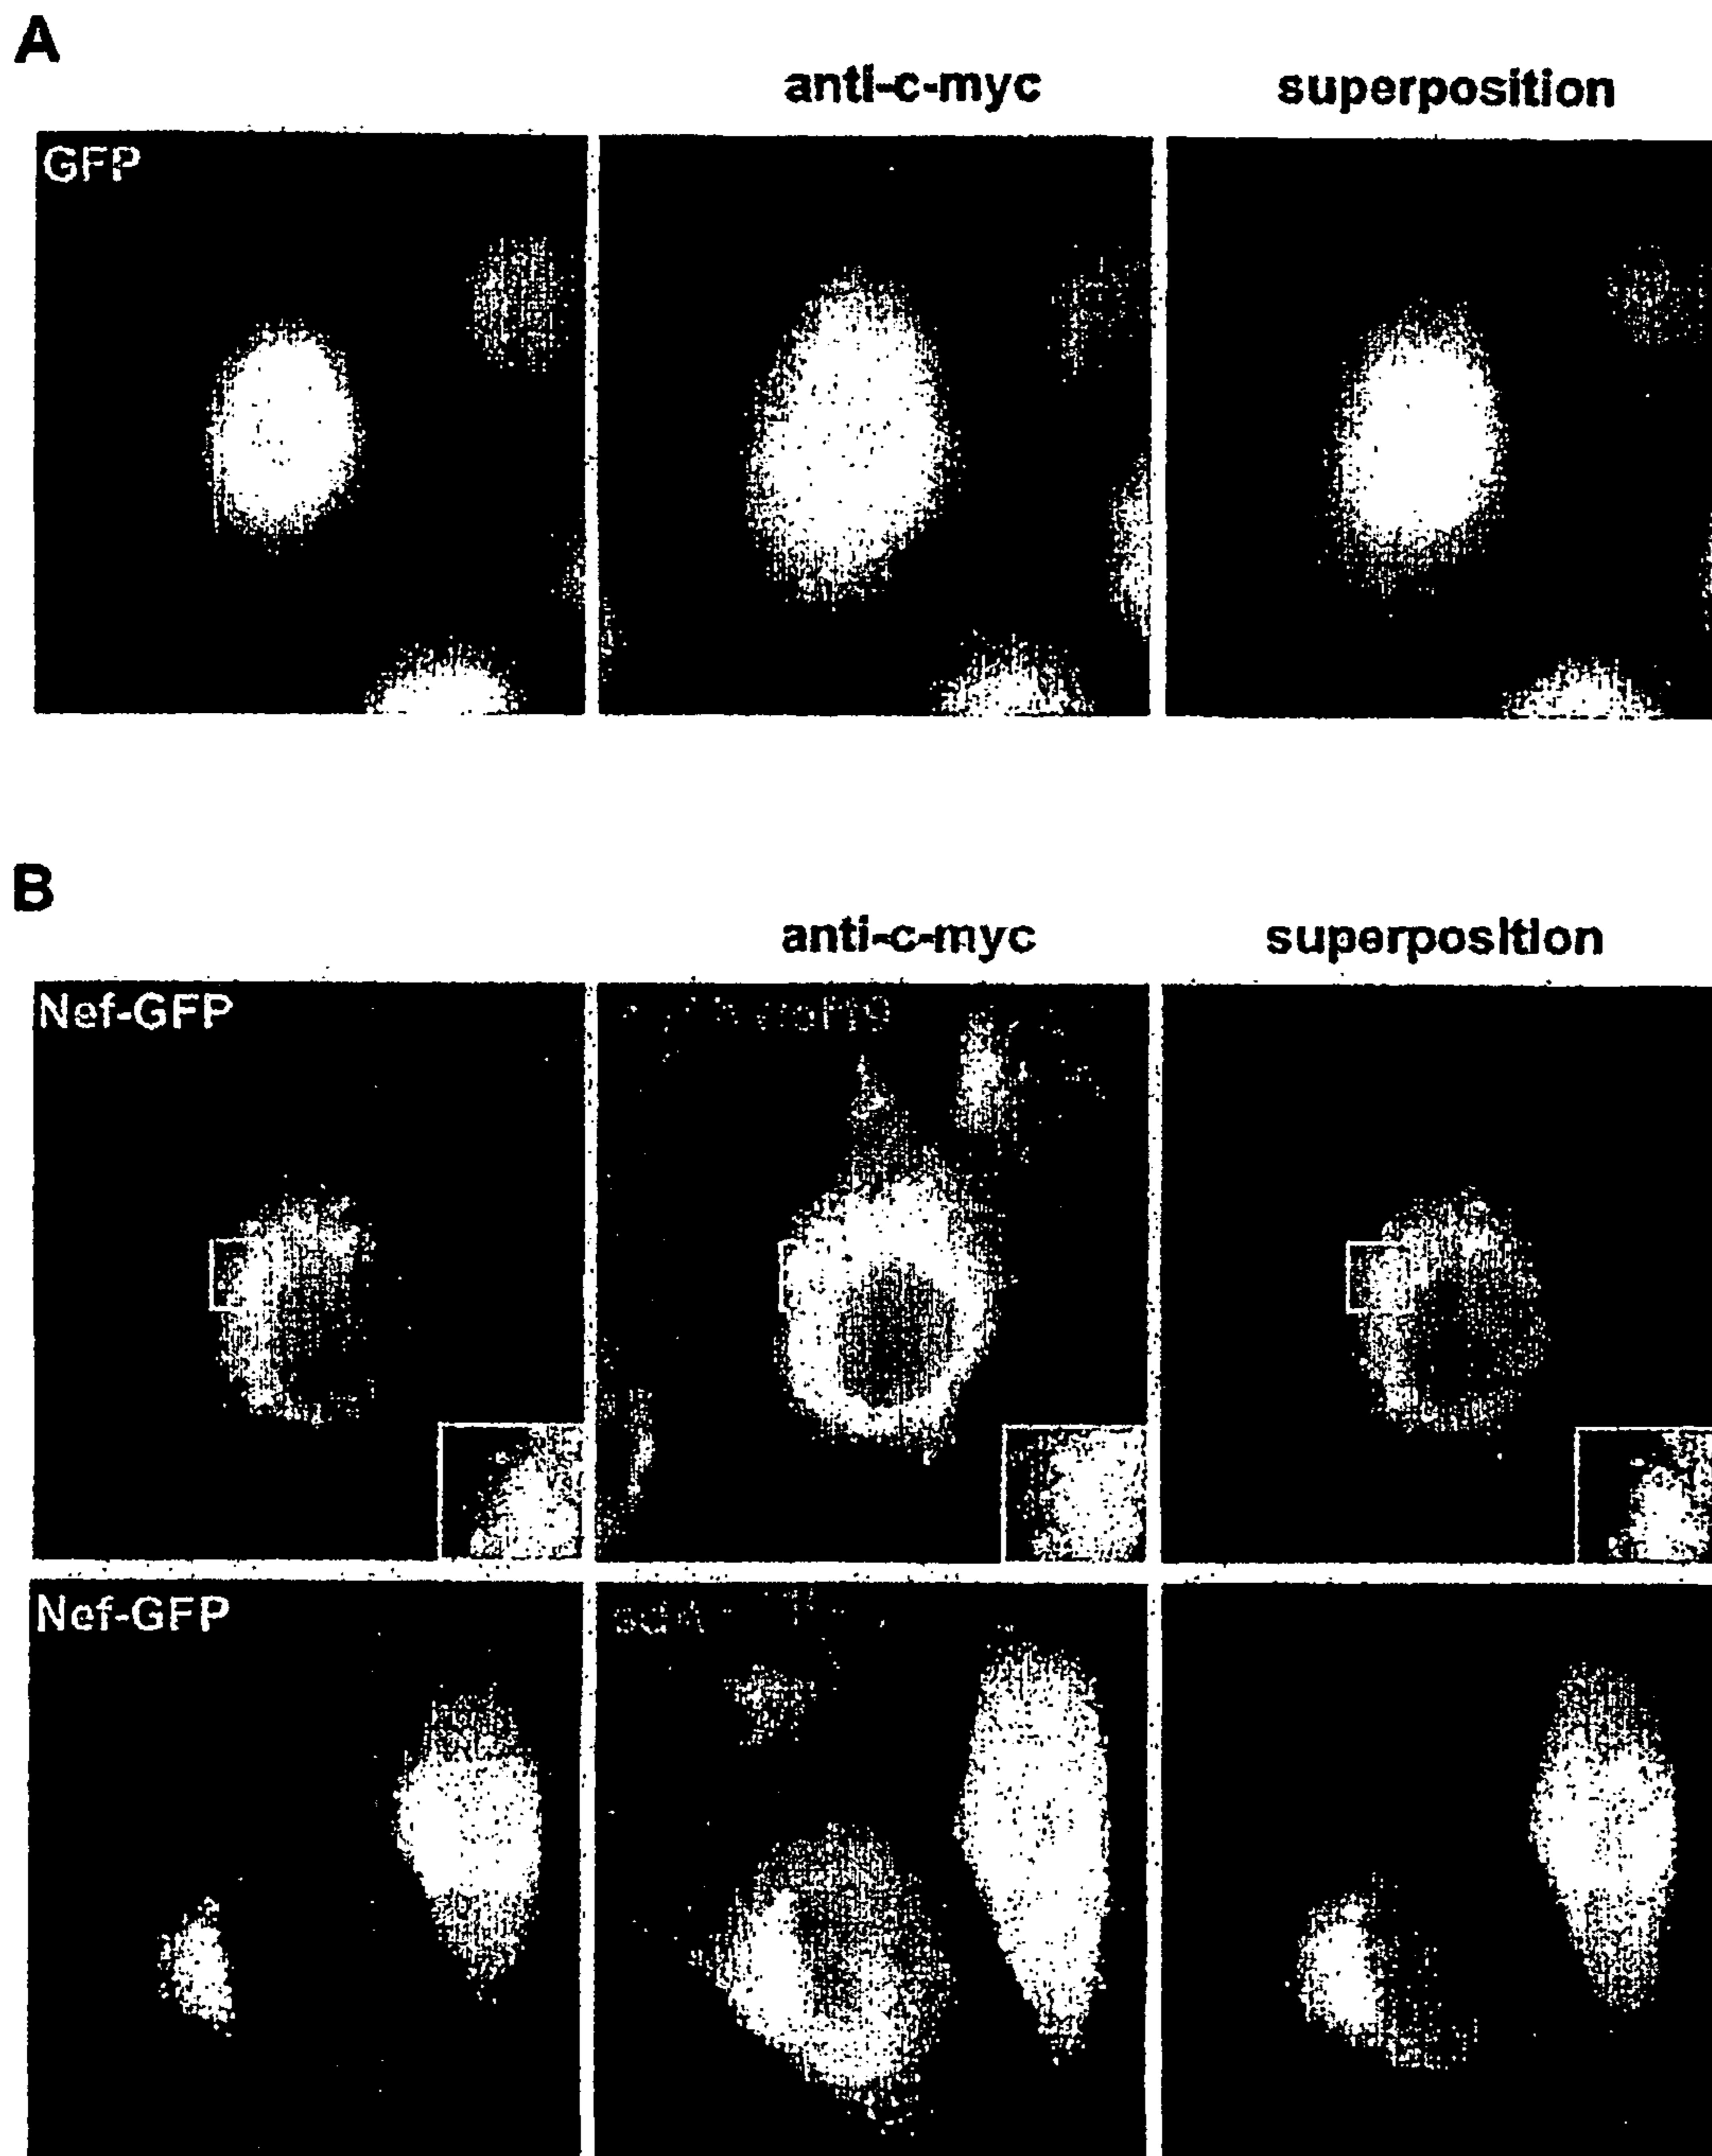 A
anti-c-myc superposition
GFP
B
anti-c-myc superposition
Nef-GFP
Nef-GFP